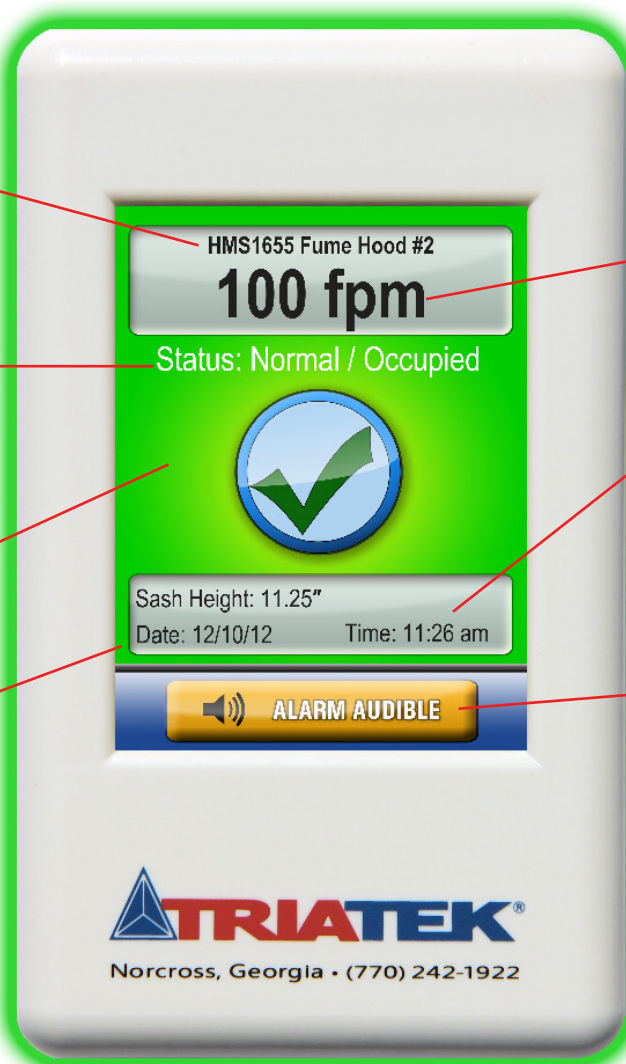 HMS1655 Fume Hood #2
100 fpm
Status: Normal / Occupied
Sash Height: 11.25″
Date: 12/10/12 Time: 11:26 am
ALARM AUDIBLE
TRIATEK®
Norcross, Georgia • (770) 242-1922